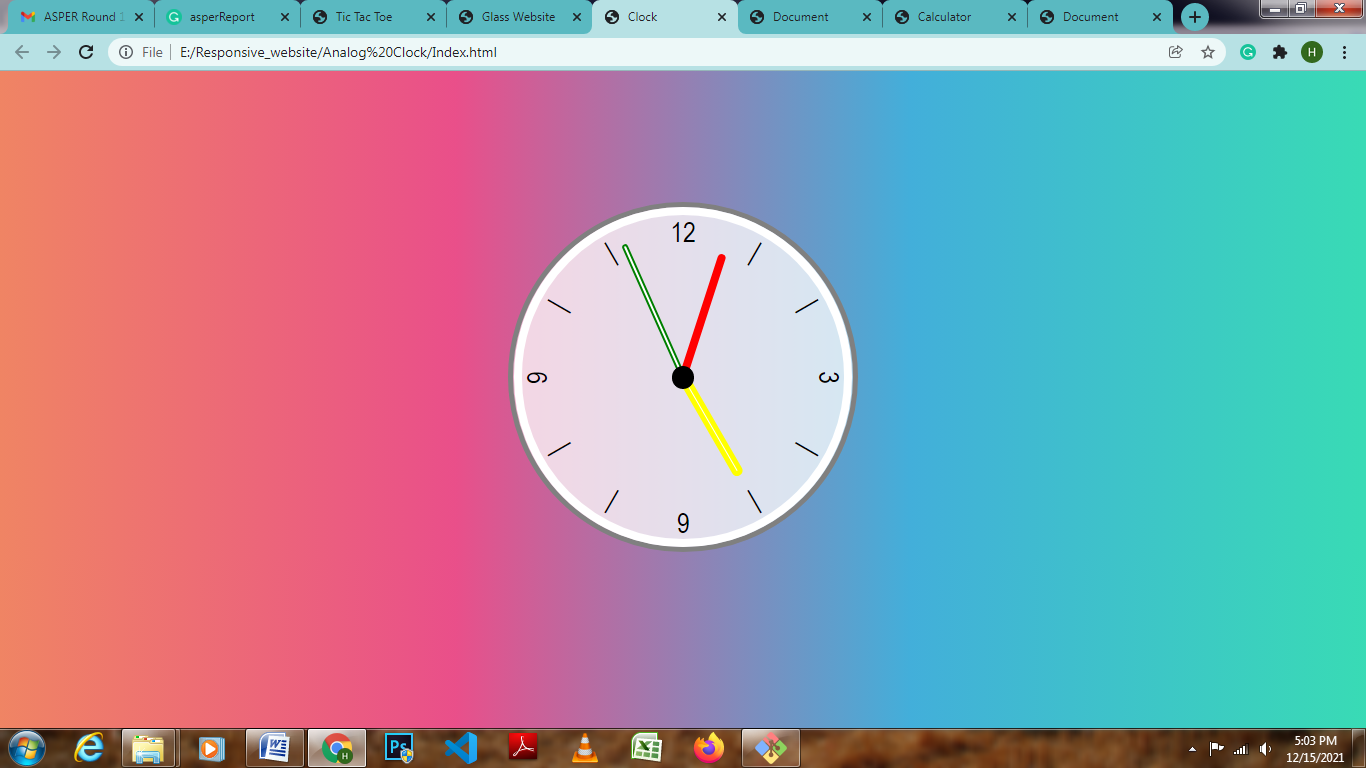 ASPER Round 1
asperReport
Tic Tac Toe
Glass Website
Clock
Document
Calculator
Document
File
E:/Responsive_website/Analog%20Clock/Index.html
H
12
9
3
6
Ps
H
5:03 PM
12/15/2021